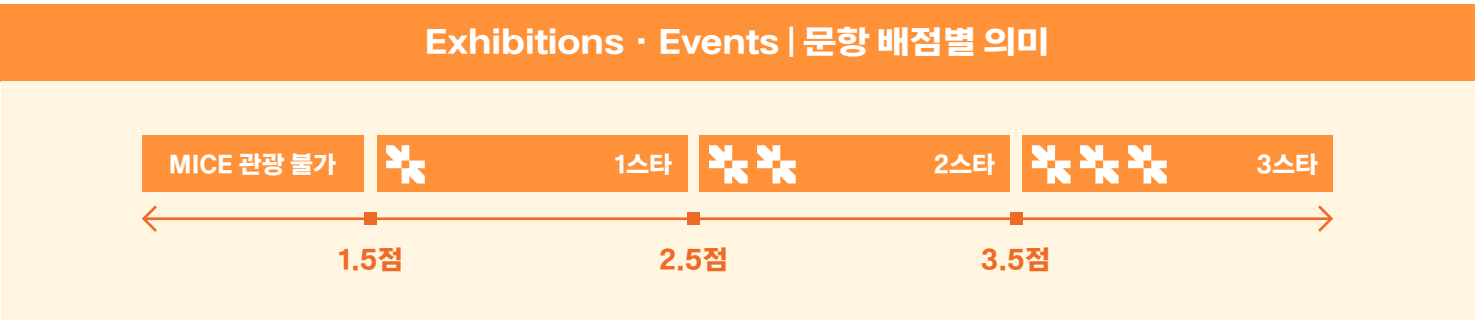 Exhibitions · Events | 문항 배점별 의미
MICE 관광 불가
1스타
2스타
3스타
1.5점
2.5점
3.5점